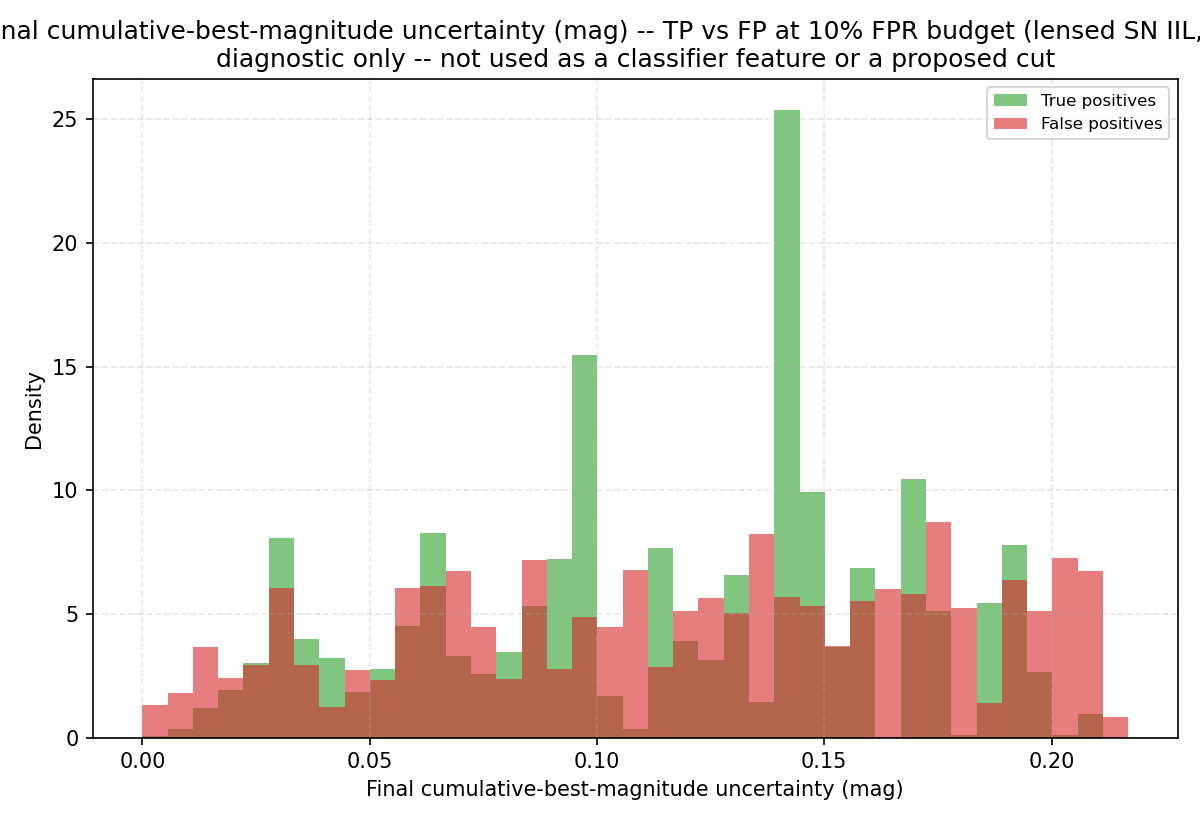 nal cumulative-best-magnitude uncertainty (mag) -- TP vs FP at 10% FPR budget (lensed SN IIL,
diagnostic only -- not used as a classifier feature or a proposed cut
True positives
False positives
25
20
15
10
5
0
Density
0.00 0.05 0.10 0.15 0.20
Final cumulative-best-magnitude uncertainty (mag)